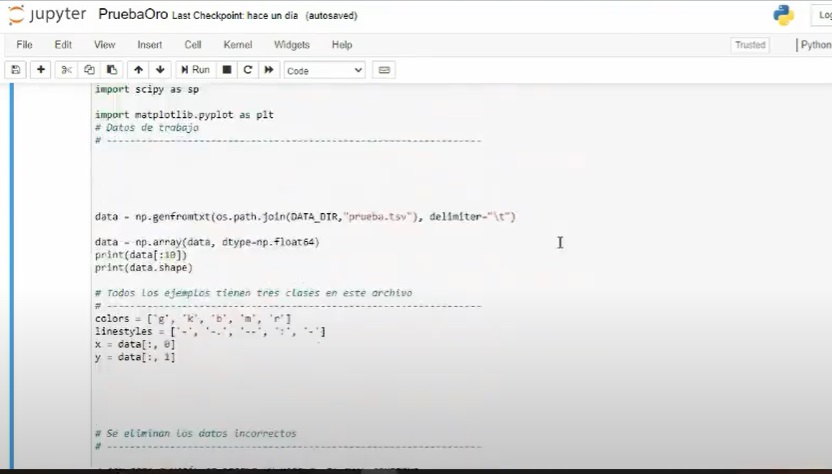 jupyter PruebaOro Last Checkpoint: hace un día (autosaved)
Log
File Edit View Insert Cell Kernel Widgets Help Trusted Python
Run Code
import scipy as sp
import matplotlib.pyplot as plt
# Datos de trabajo
# ----------------------------------------------------------
data = np.genfromtxt(os.path.join(DATA_DIR,"prueba.tsv"), delimiter="\t")
data = np.array(data, dtype=np.float64)
print(data[:10])
print(data.shape)
# Todos los ejemplos tienen tres clases en este archivo
# ----------------------------------------------------------
colors = ['g', 'k', 'b', 'm', 'r']
linestyles = ['-', '-.', '--', ':', '-']
x = data[:, 0]
y = data[:, 1]
# Se eliminan los datos incorrectos
# ----------------------------------------------------------